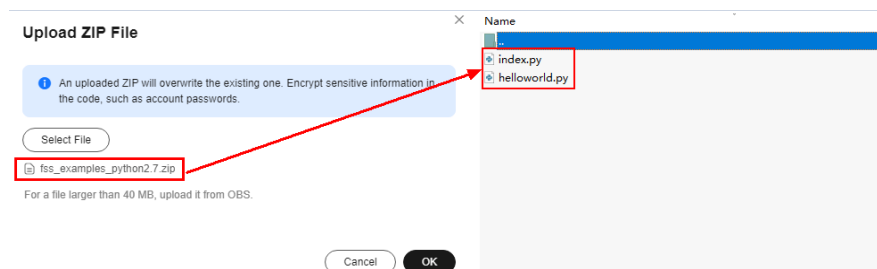 Upload ZIP File
An uploaded ZIP will overwrite the existing one. Encrypt sensitive information in
the code, such as account passwords.
Select File
fss_examples_python2.7.zip
For a file larger than 40 MB, upload it from OBS.
Cancel
OK
Name
..
index.py
helloworld.py